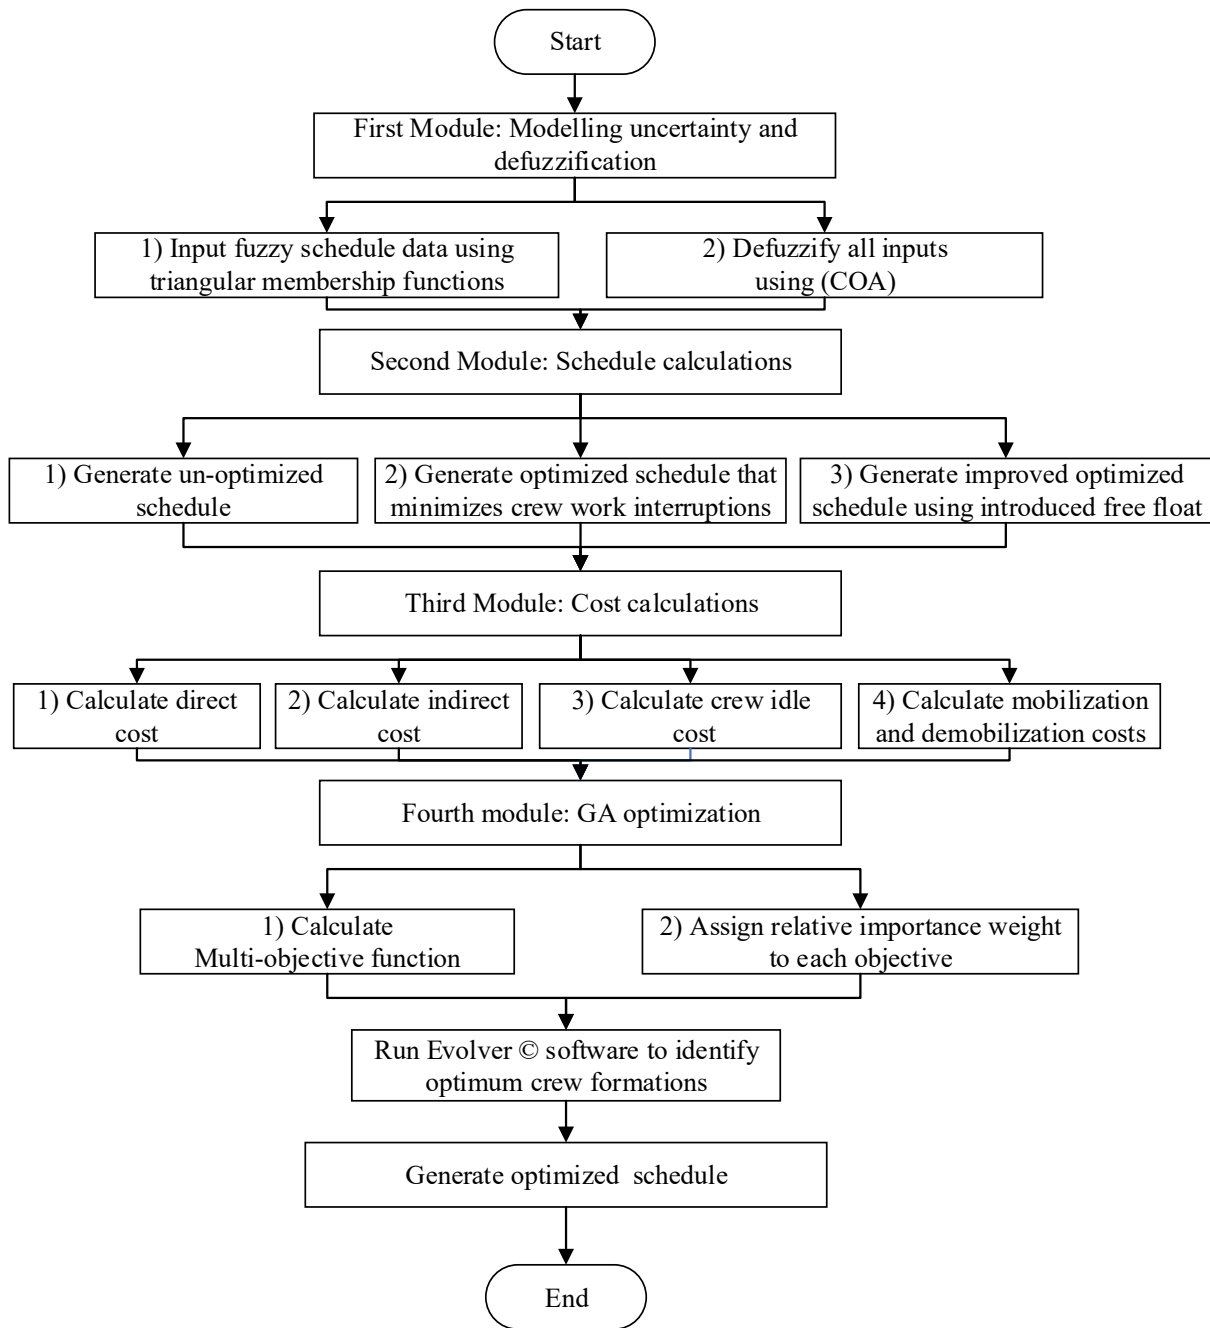 Start
First Module: Modelling uncertainty and
defuzzification
1) Input fuzzy schedule data using
triangular membership functions
2) Defuzzify all inputs
using (COA)
Second Module: Schedule calculations
1) Generate un-optimized
schedule
2) Generate optimized schedule that
minimizes crew work interruptions
3) Generate improved optimized
schedule using introduced free float
Third Module: Cost calculations
1) Calculate direct
cost
2) Calculate indirect
cost
3) Calculate crew idle
cost
4) Calculate mobilization
and demobilization costs
Fourth module: GA optimization
1) Calculate
Multi-objective function
2) Assign relative importance weight
to each objective
Run Evolver © software to identify
optimum crew formations
Generate optimized schedule
End